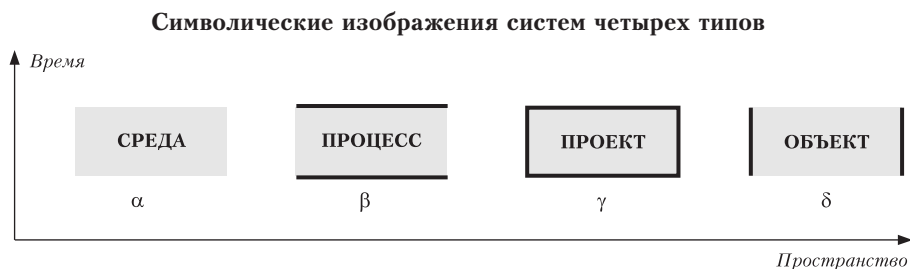 Символические изображения систем четырех типов
Время
СРЕДА ПРОЦЕСС ПРОЕКТ ОБЪЕКТ
α β γ δ
Пространство